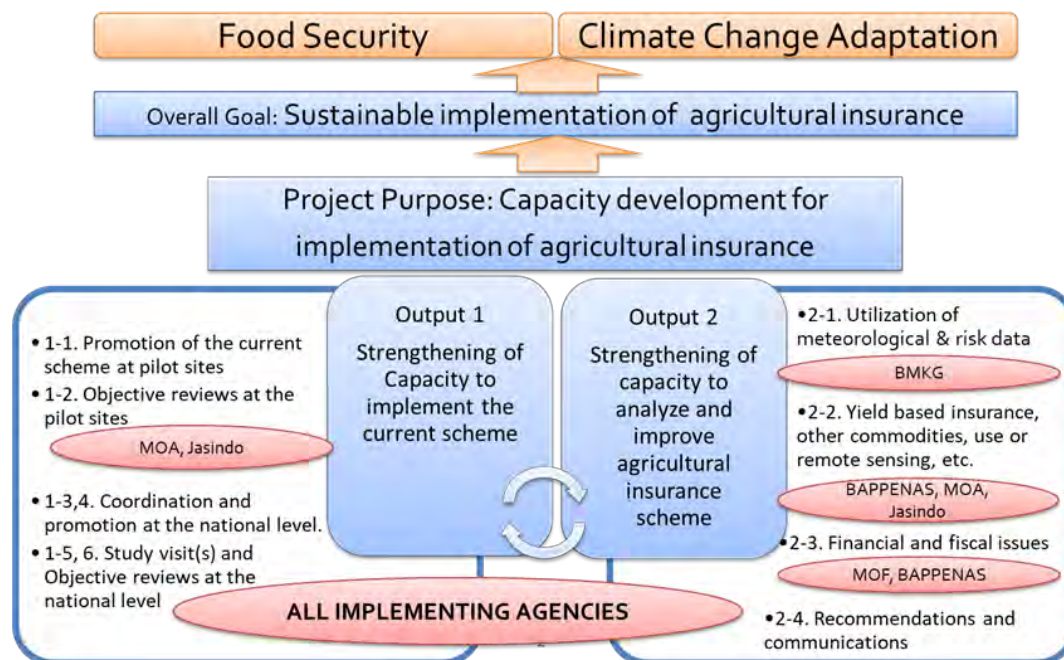 Food Security
Climate Change Adaptation
Overall Goal: Sustainable implementation of agricultural insurance
Project Purpose: Capacity development for
implementation of agricultural insurance
• 1-1. Promotion of the current
scheme at pilot sites
• 1-2. Objective reviews at the
pilot sites
MOA, Jasindo
• 1-3,4. Coordination and
promotion at the national level.
• 1-5, 6. Study visit(s) and
Objective reviews at the
national level
Output 1
Strengthening of
Capacity to
implement the
current scheme
Output 2
Strengthening of
capacity to
analyze and
improve
agricultural
insurance
scheme
•2-1. Utilization of
meteorological & risk data
BMKG
•2-2. Yield based insurance,
other commodities, use or
remote sensing, etc.
BAPPENAS, MOA,
Jasindo
•2-3. Financial and fiscal issues
MOF, BAPPENAS
•2-4. Recommendations and
communications
ALL IMPLEMENTING AGENCIES